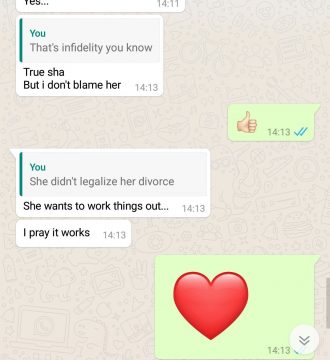 Yes...
14:11
You
That's infidelity you know
True sha
But i don't blame her 14:13
14:13
You
She didn't legalize her divorce
She wants to work things out... 14:13
I pray it works 14:13
14:13